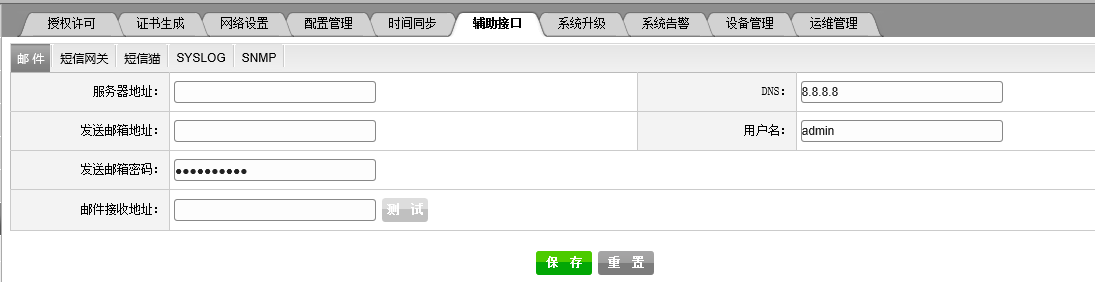 授权许可 证书生成 网络设置 配置管理 时间同步 辅助接口 系统升级 系统告警 设备管理 运维管理
邮件 短信网关 短信猫 SYSLOG SNMP
服务器地址： DNS： 8.8.8.8
发送邮箱地址： 用户名： admin
发送邮箱密码： ●●●●●●●●●●
邮件接收地址： 测 试
保 存 重 置